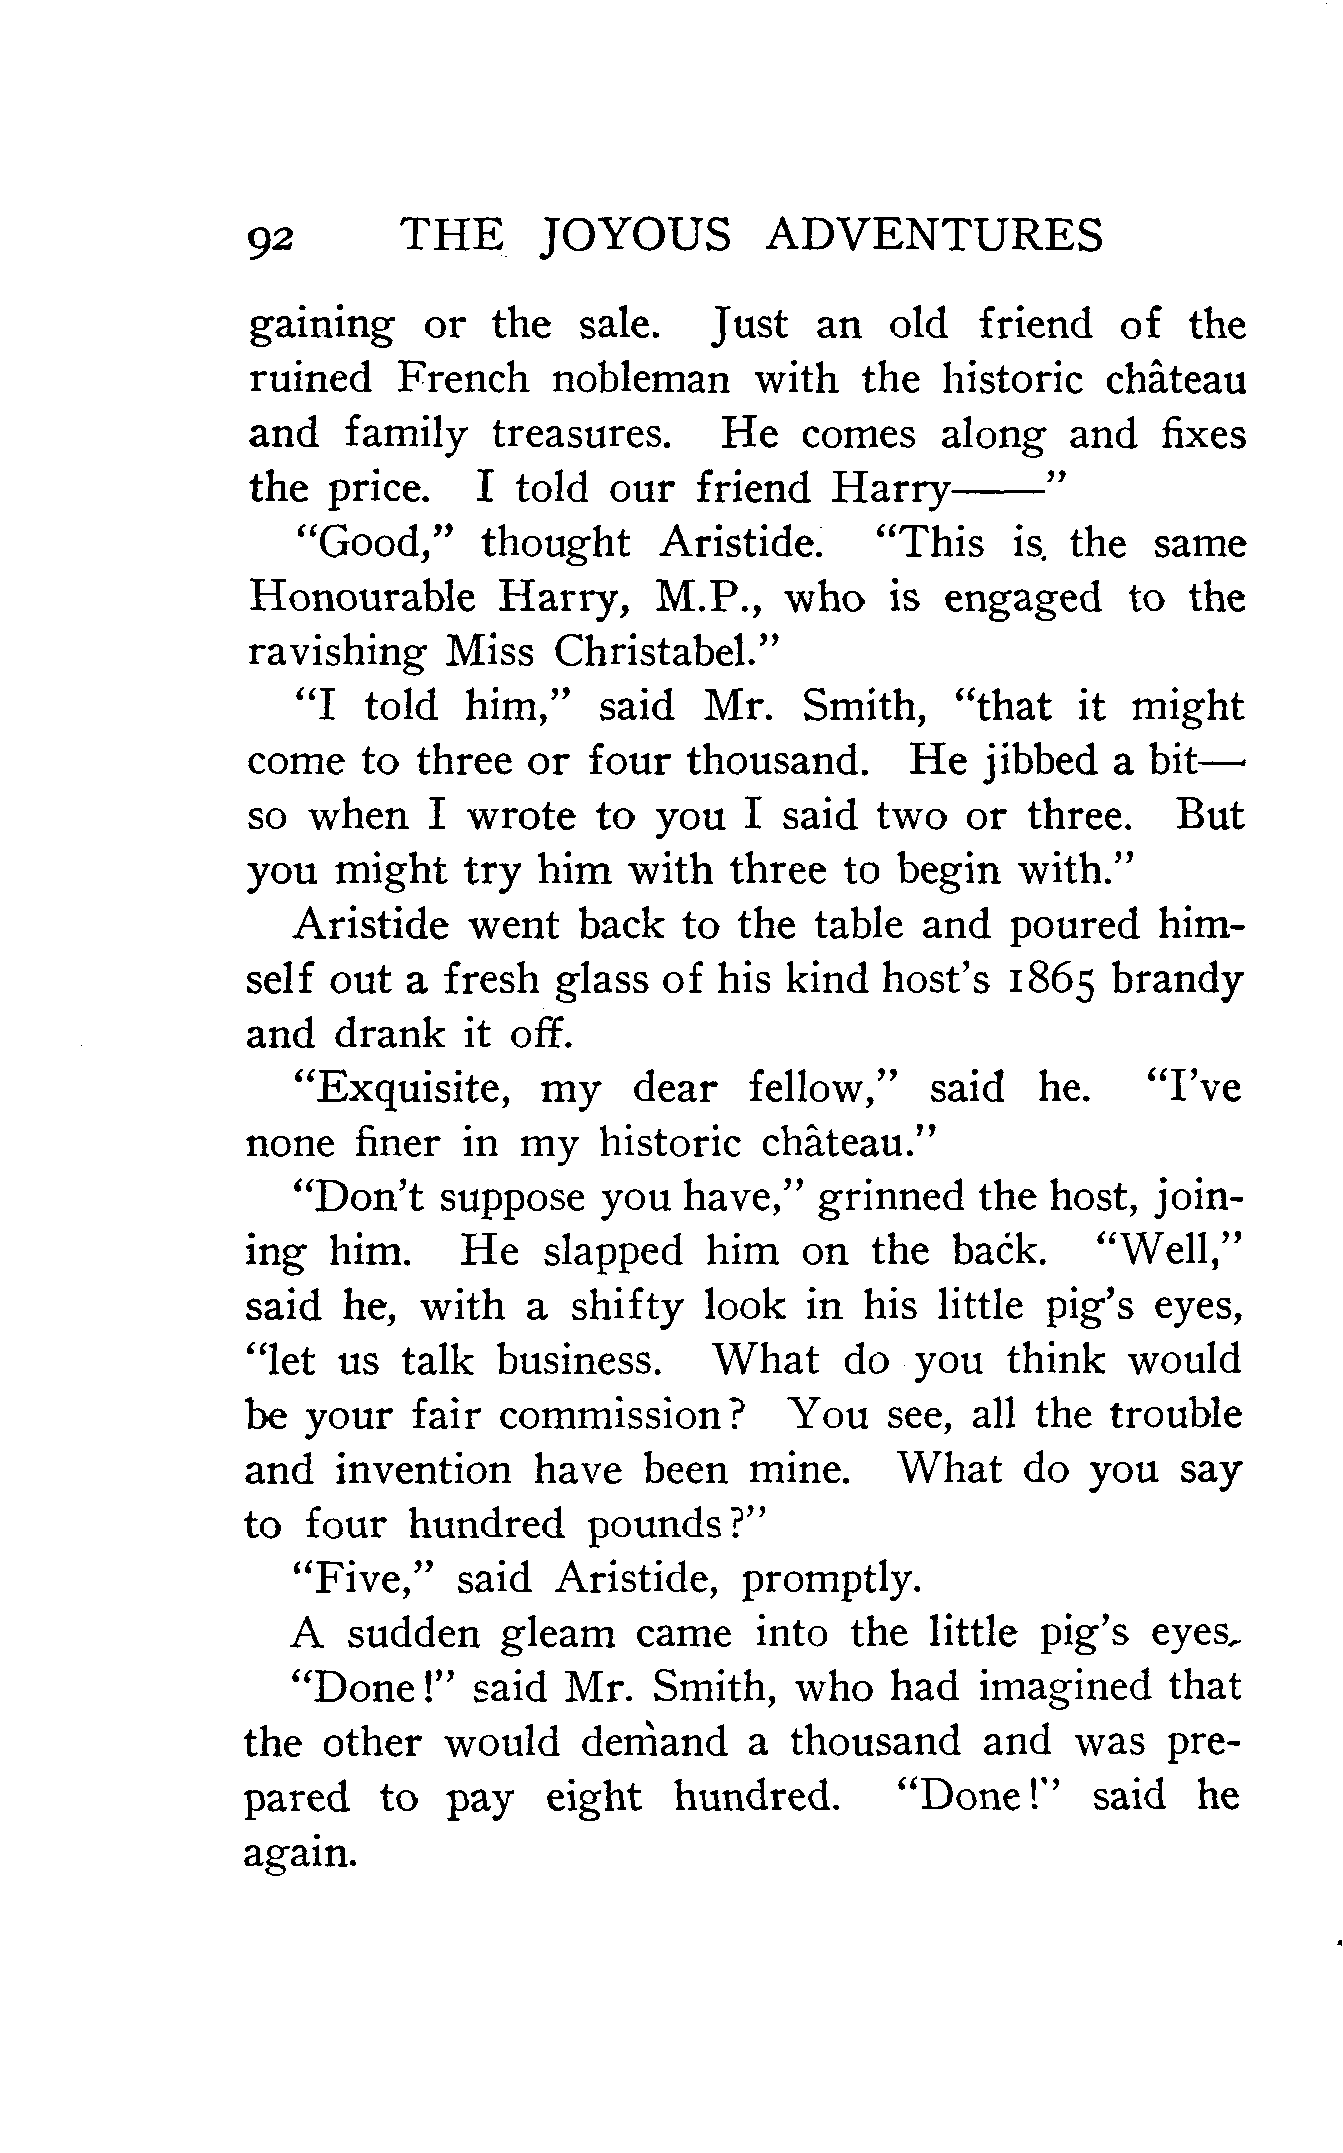 92 THE JOYOUS ADVENTURES
gaining or the sale. Just an old friend of the
ruined French nobleman with the historic château
and family treasures. He comes along and fixes
the price. I told our friend Harry——"
"Good," thought Aristide. "This is the same
Honourable Harry, M.P., who is engaged to the
ravishing Miss Christabel."
"I told him," said Mr. Smith, "that it might
come to three or four thousand. He jibbed a bit—
so when I wrote to you I said two or three. But
you might try him with three to begin with."
Aristide went back to the table and poured him-
self out a fresh glass of his kind host's 1865 brandy
and drank it off.
"Exquisite, my dear fellow," said he. "I've
none finer in my historic château."
"Don't suppose you have," grinned the host, join-
ing him. He slapped him on the back. "Well,"
said he, with a shifty look in his little pig's eyes,
"let us talk business. What do you think would
be your fair commission? You see, all the trouble
and invention have been mine. What do you say
to four hundred pounds?"
"Five," said Aristide, promptly.
A sudden gleam came into the little pig's eyes.
"Done!" said Mr. Smith, who had imagined that
the other would demand a thousand and was pre-
pared to pay eight hundred. "Done!" said he
again.